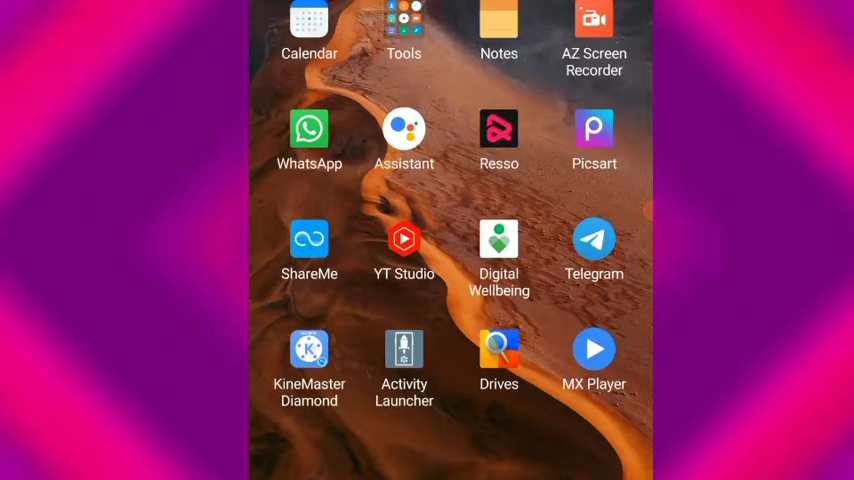 Calendar
Tools
Notes
AZ Screen
Recorder
WhatsApp
Assistant
Resso
Picsart
ShareMe
YT Studio
Digital
Wellbeing
Telegram
KineMaster
Diamond
Activity
Launcher
Drives
MX Player